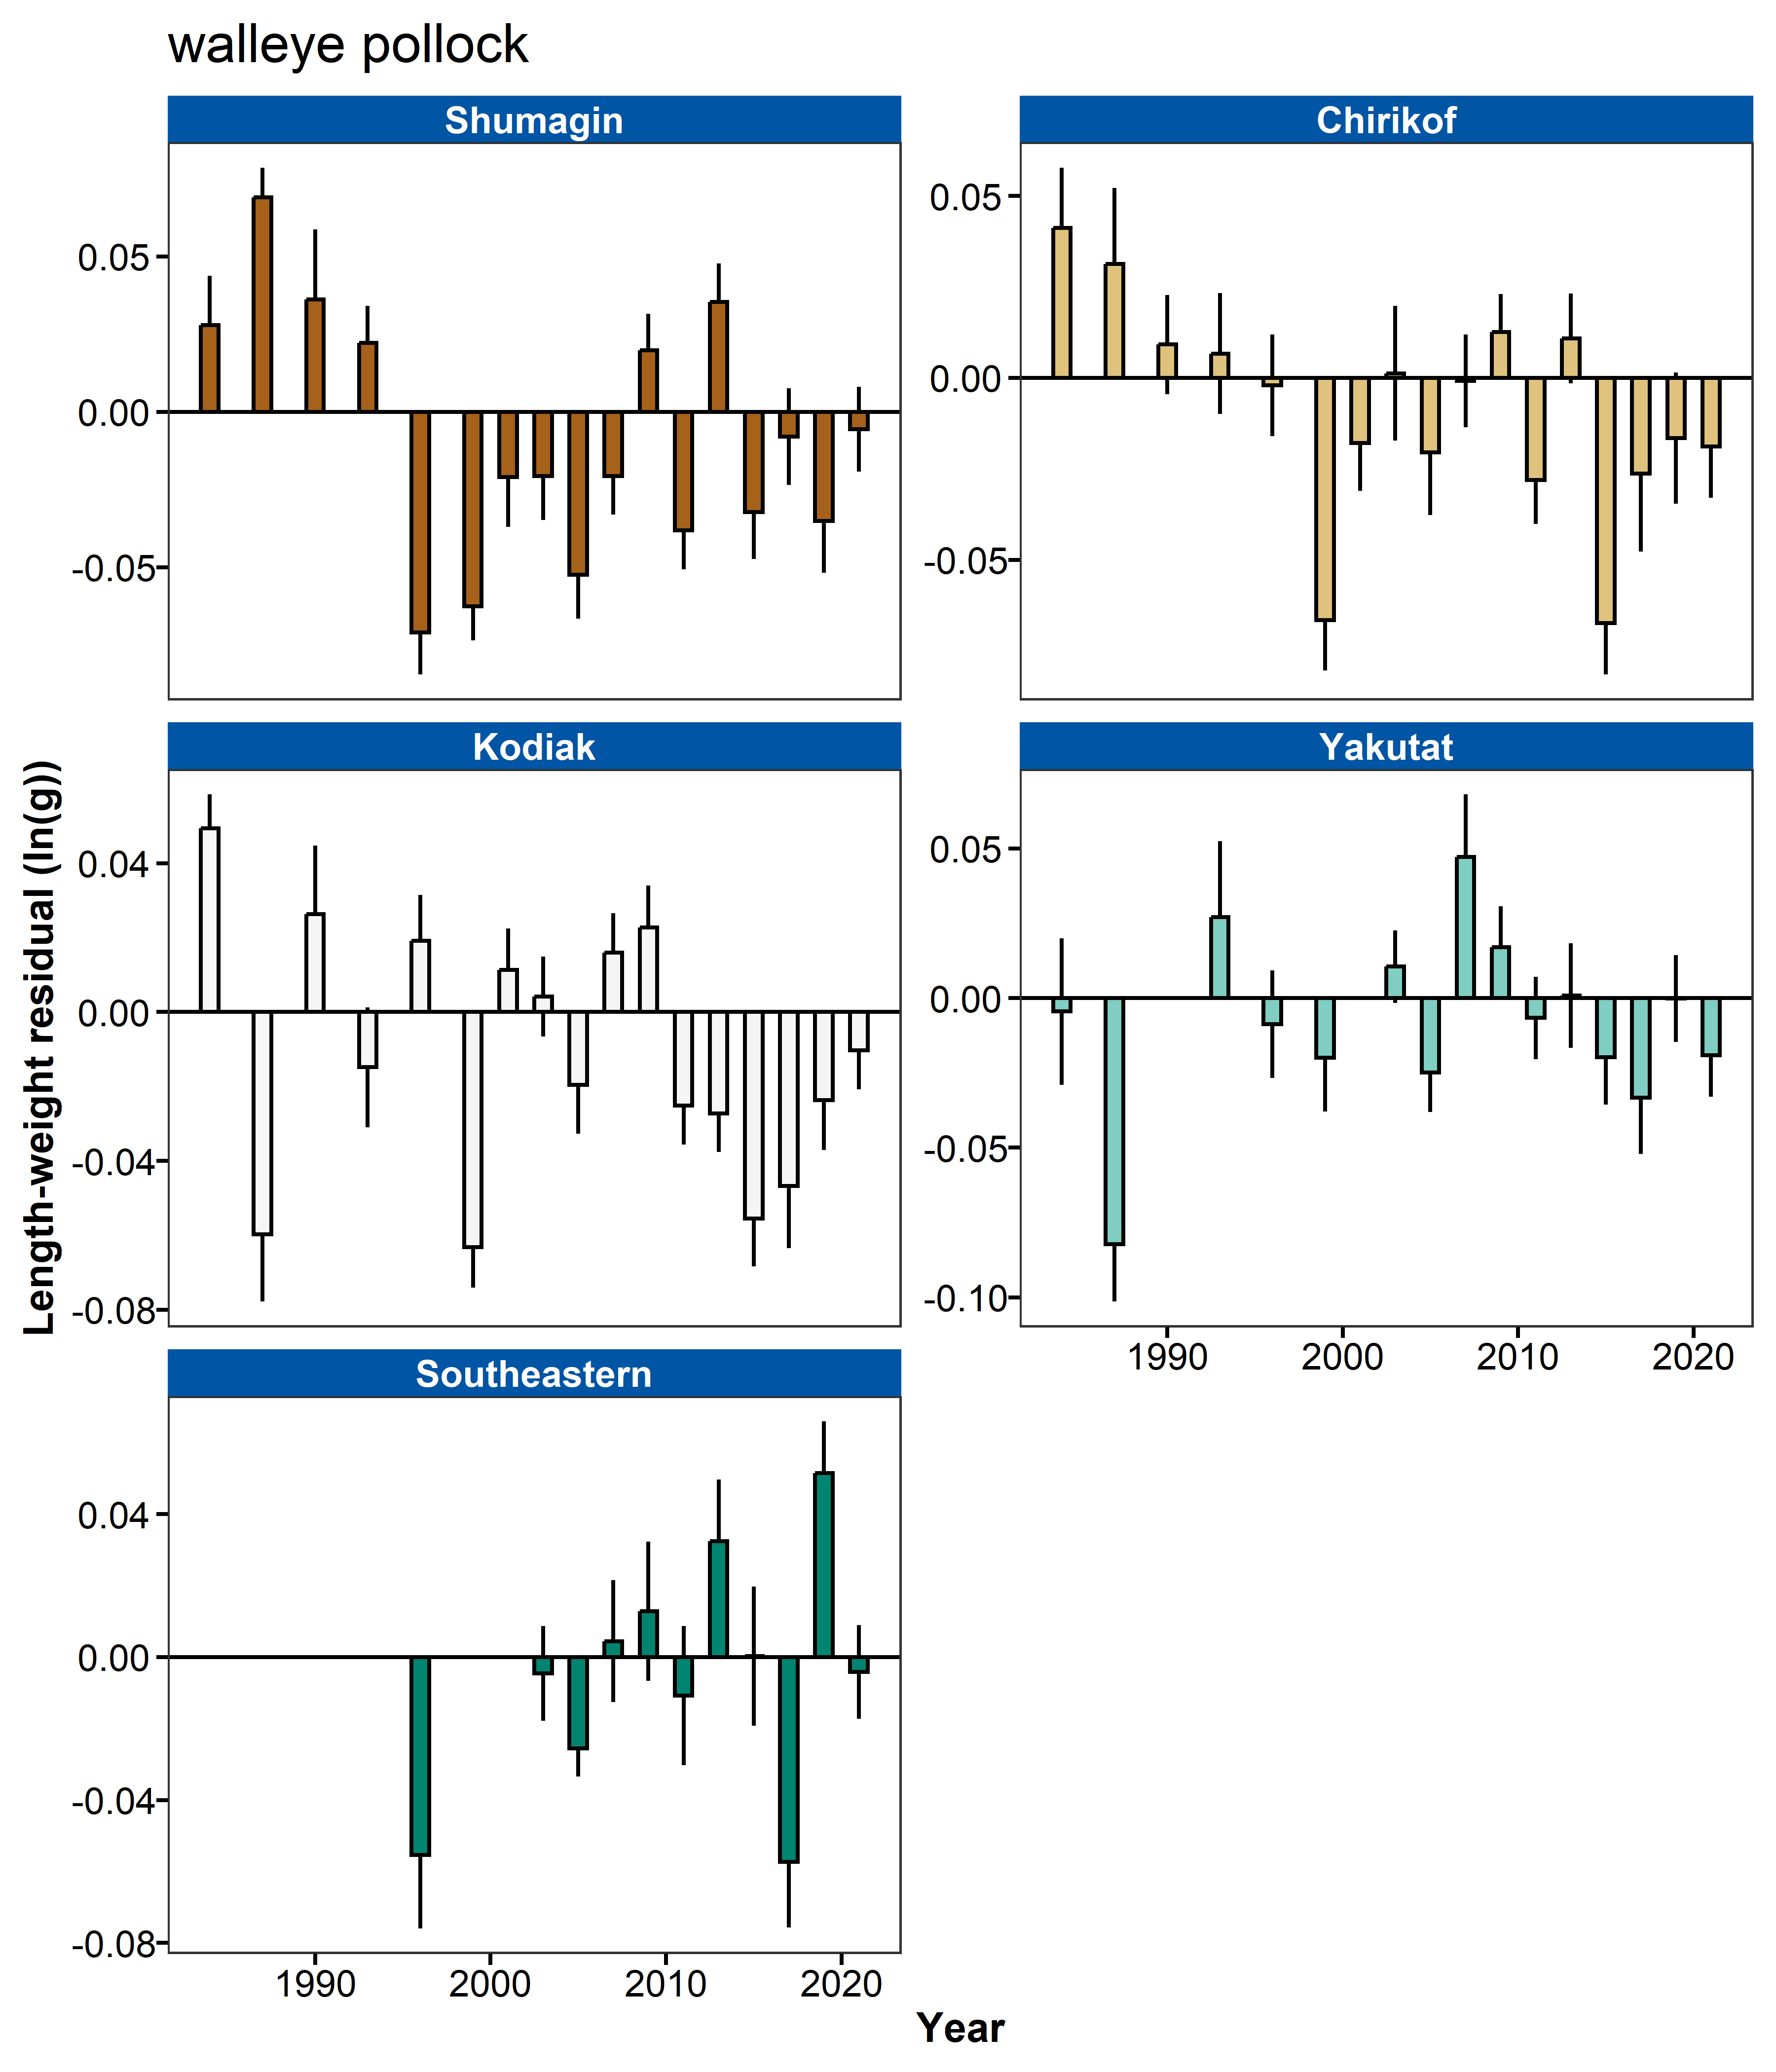 walleye pollock
Shumagin
0.05
0.00
-0.05
Chirikof
0.05
0.00
-0.05
Length-weight residual (ln(g))
Kodiak
0.04
0.00
-0.04
-0.08
Yakutat
0.05
0.00
-0.05
-0.10
1990 2000 2010 2020
Southeastern
0.04
0.00
-0.04
-0.08
1990 2000 2010 2020
Year